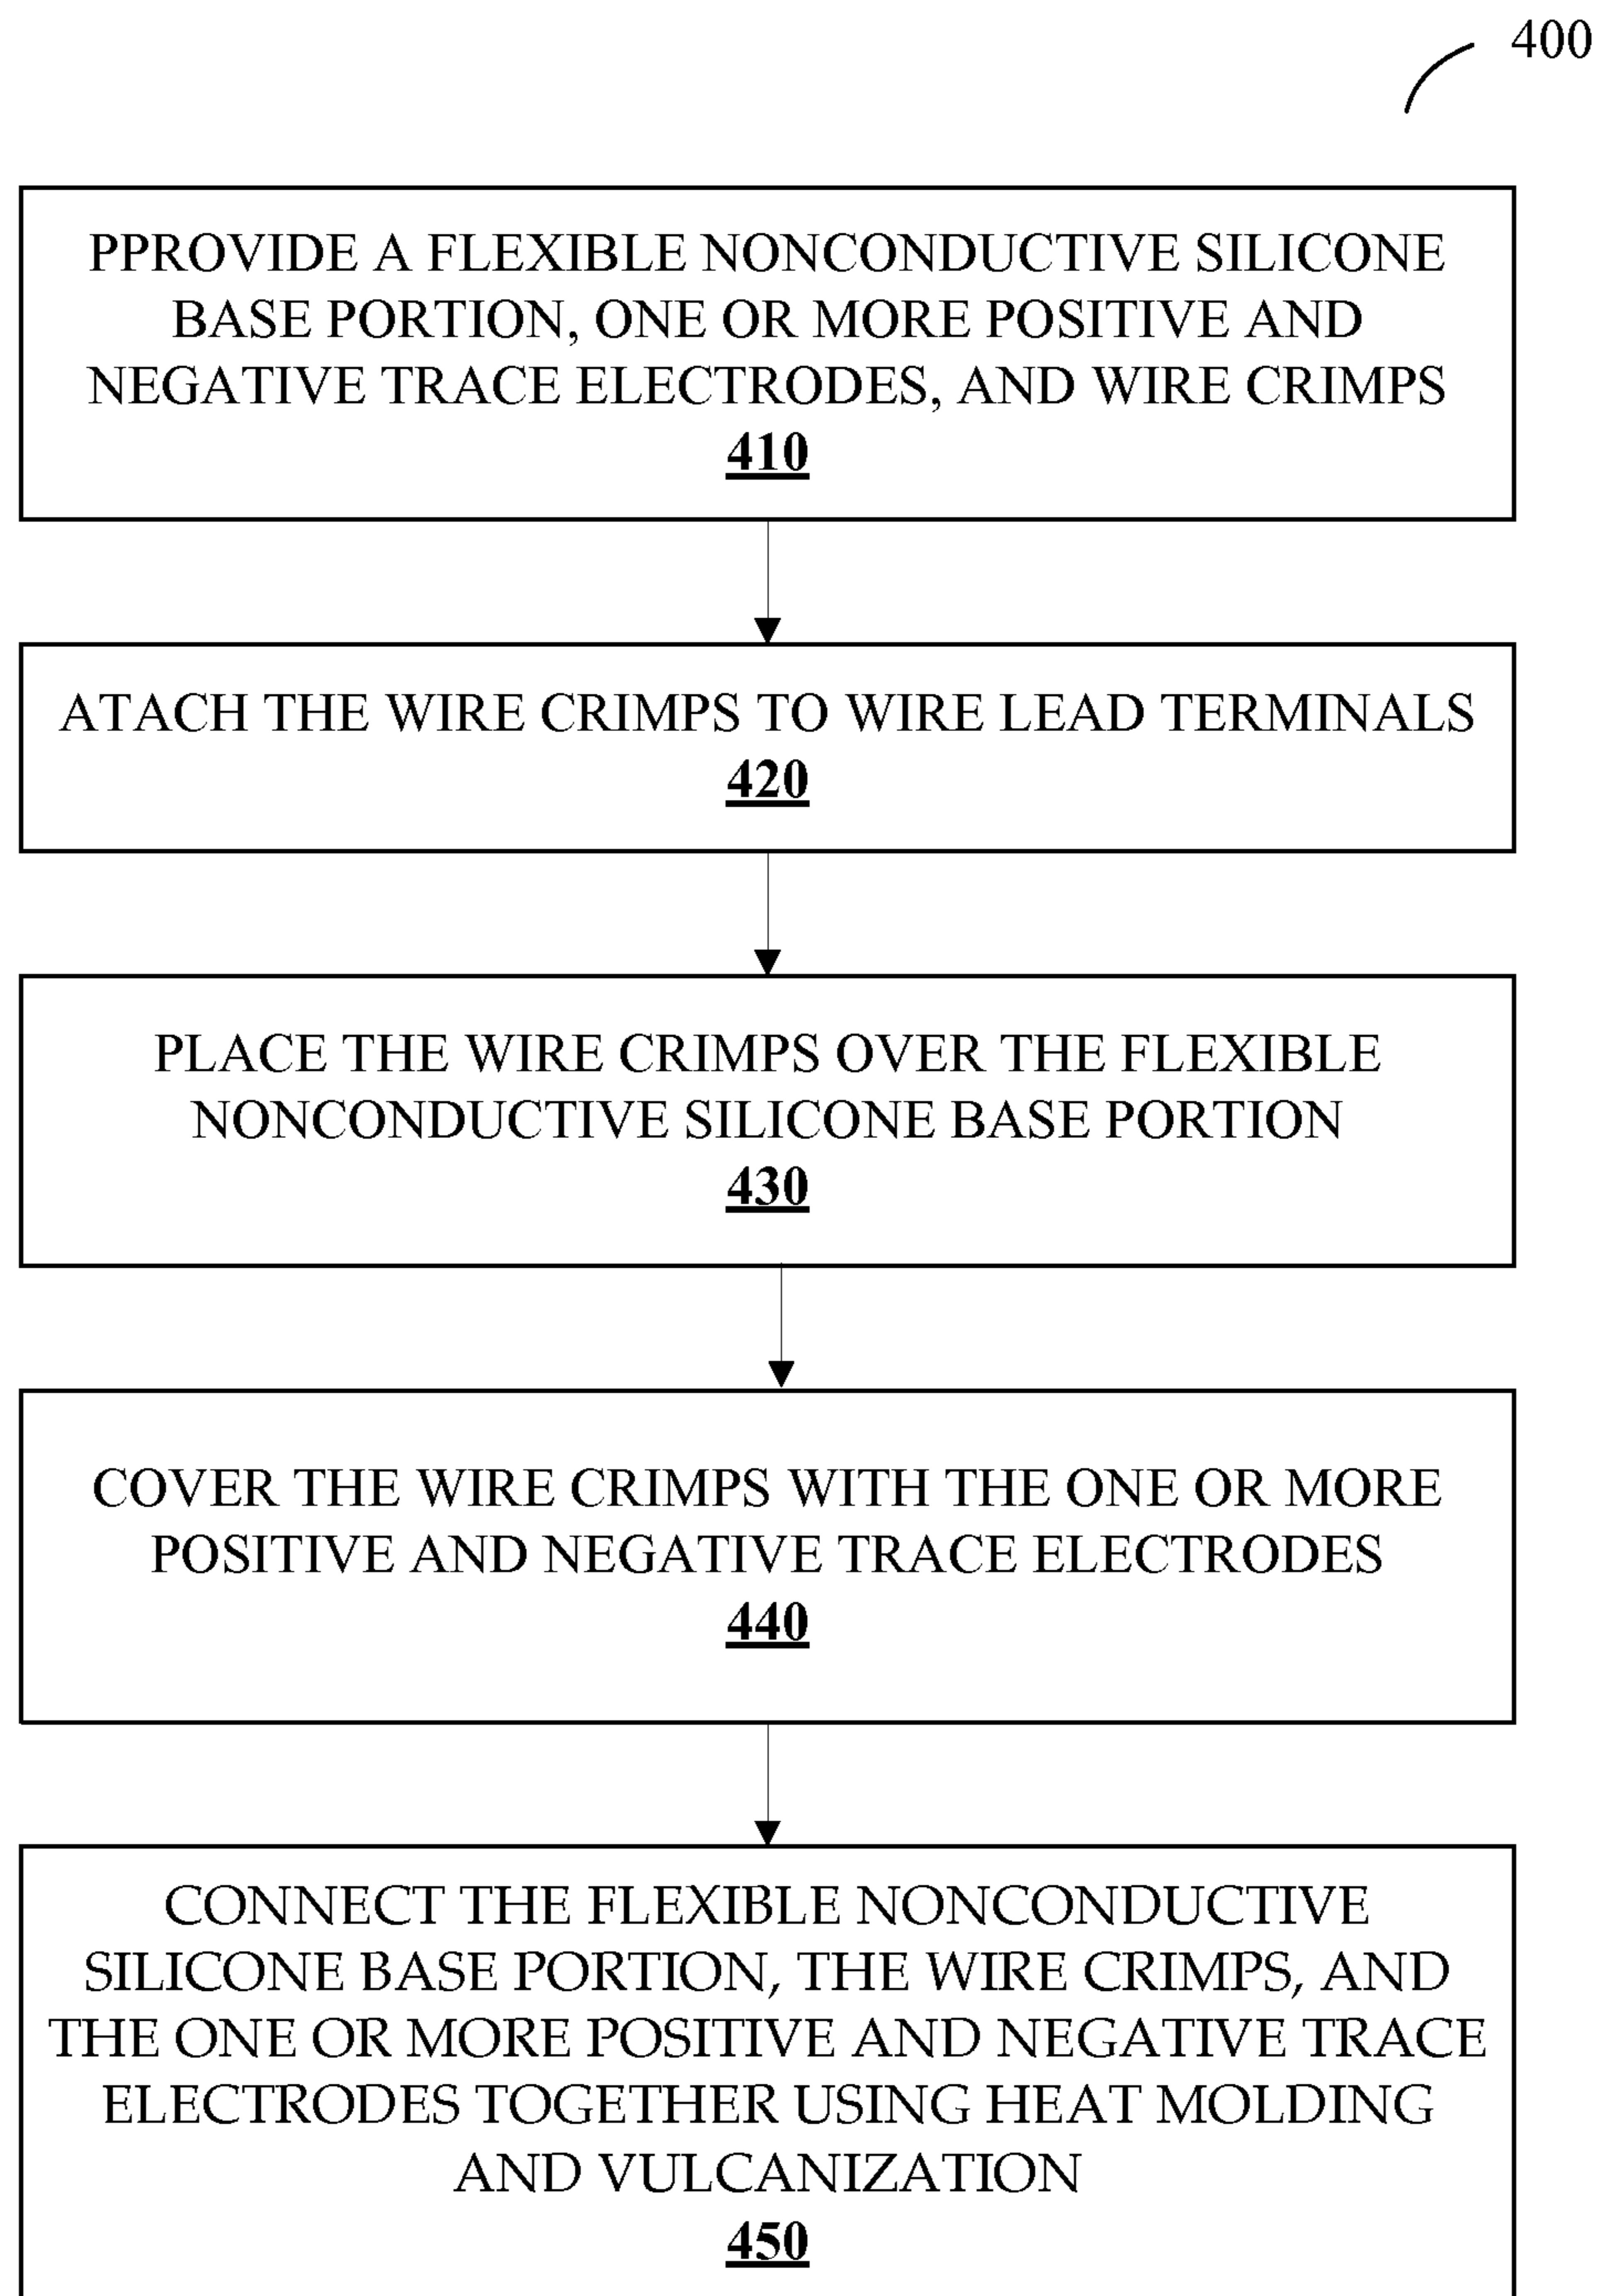 400
PPROVIDE A FLEXIBLE NONCONDUCTIVE SILICONE
BASE PORTION, ONE OR MORE POSITIVE AND
NEGATIVE TRACE ELECTRODES, AND WIRE CRIMPS
410
ATACH THE WIRE CRIMPS TO WIRE LEAD TERMINALS
420
PLACE THE WIRE CRIMPS OVER THE FLEXIBLE
NONCONDUCTIVE SILICONE BASE PORTION
430
COVER THE WIRE CRIMPS WITH THE ONE OR MORE
POSITIVE AND NEGATIVE TRACE ELECTRODES
440
CONNECT THE FLEXIBLE NONCONDUCTIVE
SILICONE BASE PORTION, THE WIRE CRIMPS, AND
THE ONE OR MORE POSITIVE AND NEGATIVE TRACE
ELECTRODES TOGETHER USING HEAT MOLDING
AND VULCANIZATION
450